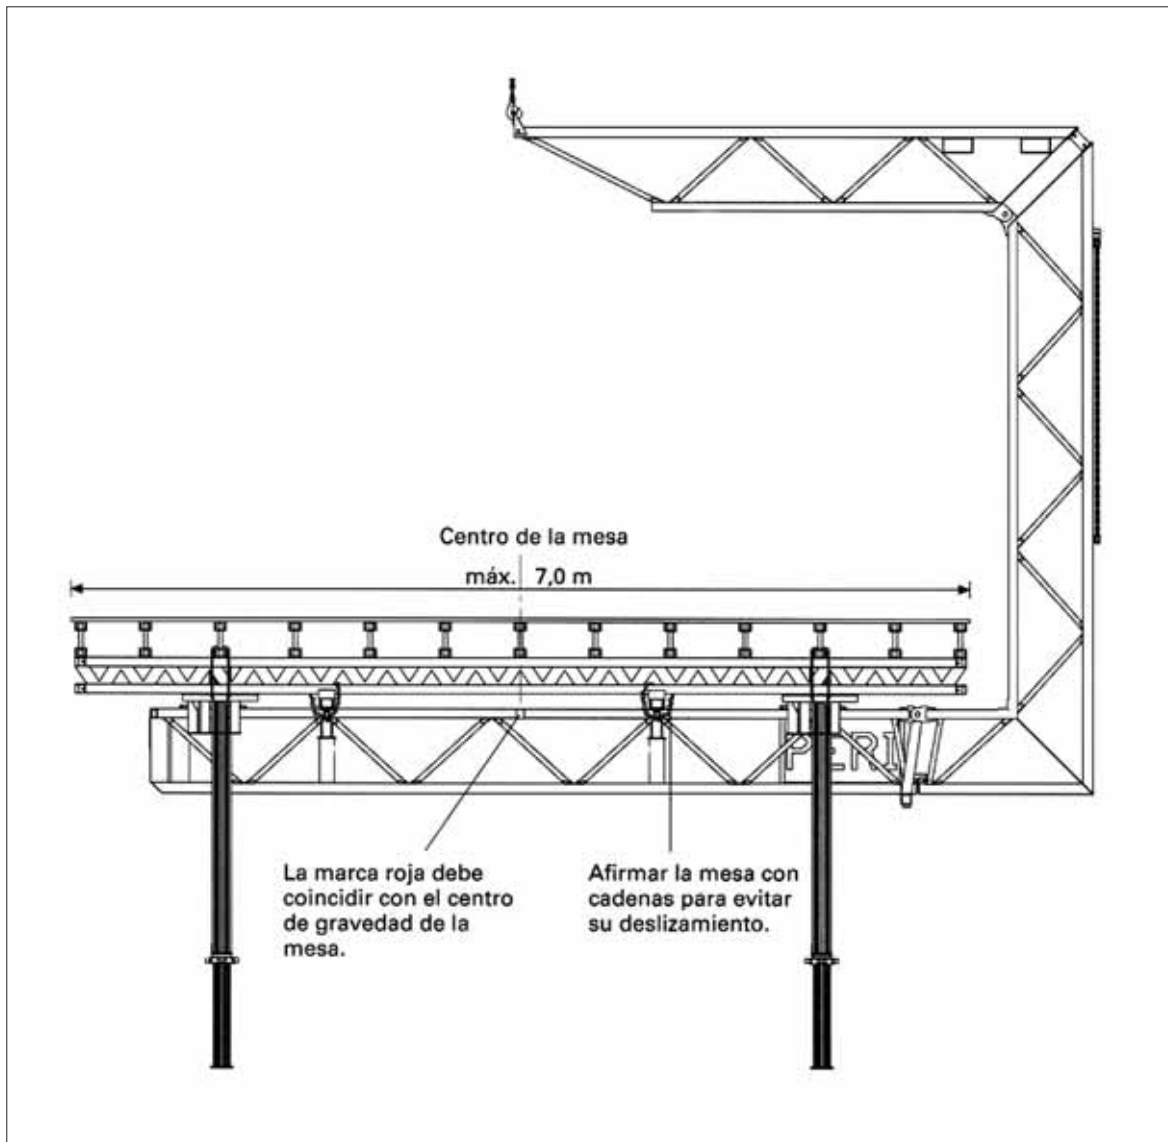 Centro de la mesa
máx. 7,0 m
PERI
La marca roja debe
coincidir con el centro
de gravedad de la
mesa.
Afirmar la mesa con
cadenas para evitar
su deslizamiento.